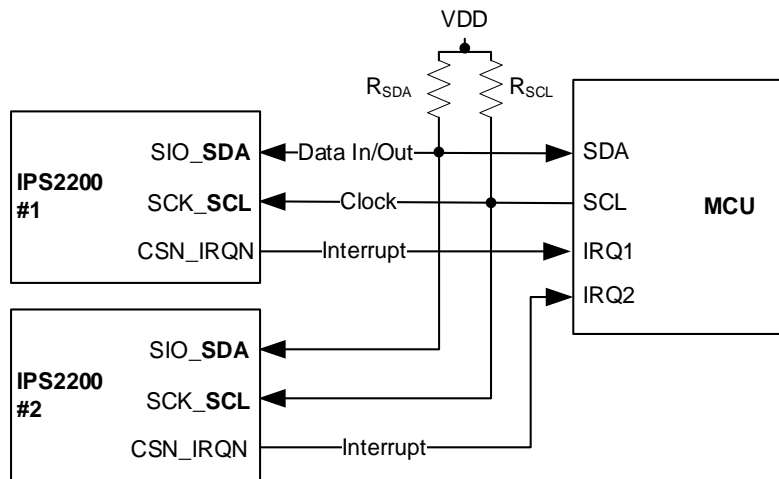 VDD
RSDA
RSCL
IPS2200
#1
SIO_SDA
SCK_SCL
CSN_IRQN
Data In/Out
Clock
Interrupt
SDA
SCL
IRQ1
IRQ2
MCU
IPS2200
#2
SIO_SDA
SCK_SCL
CSN_IRQN
Interrupt